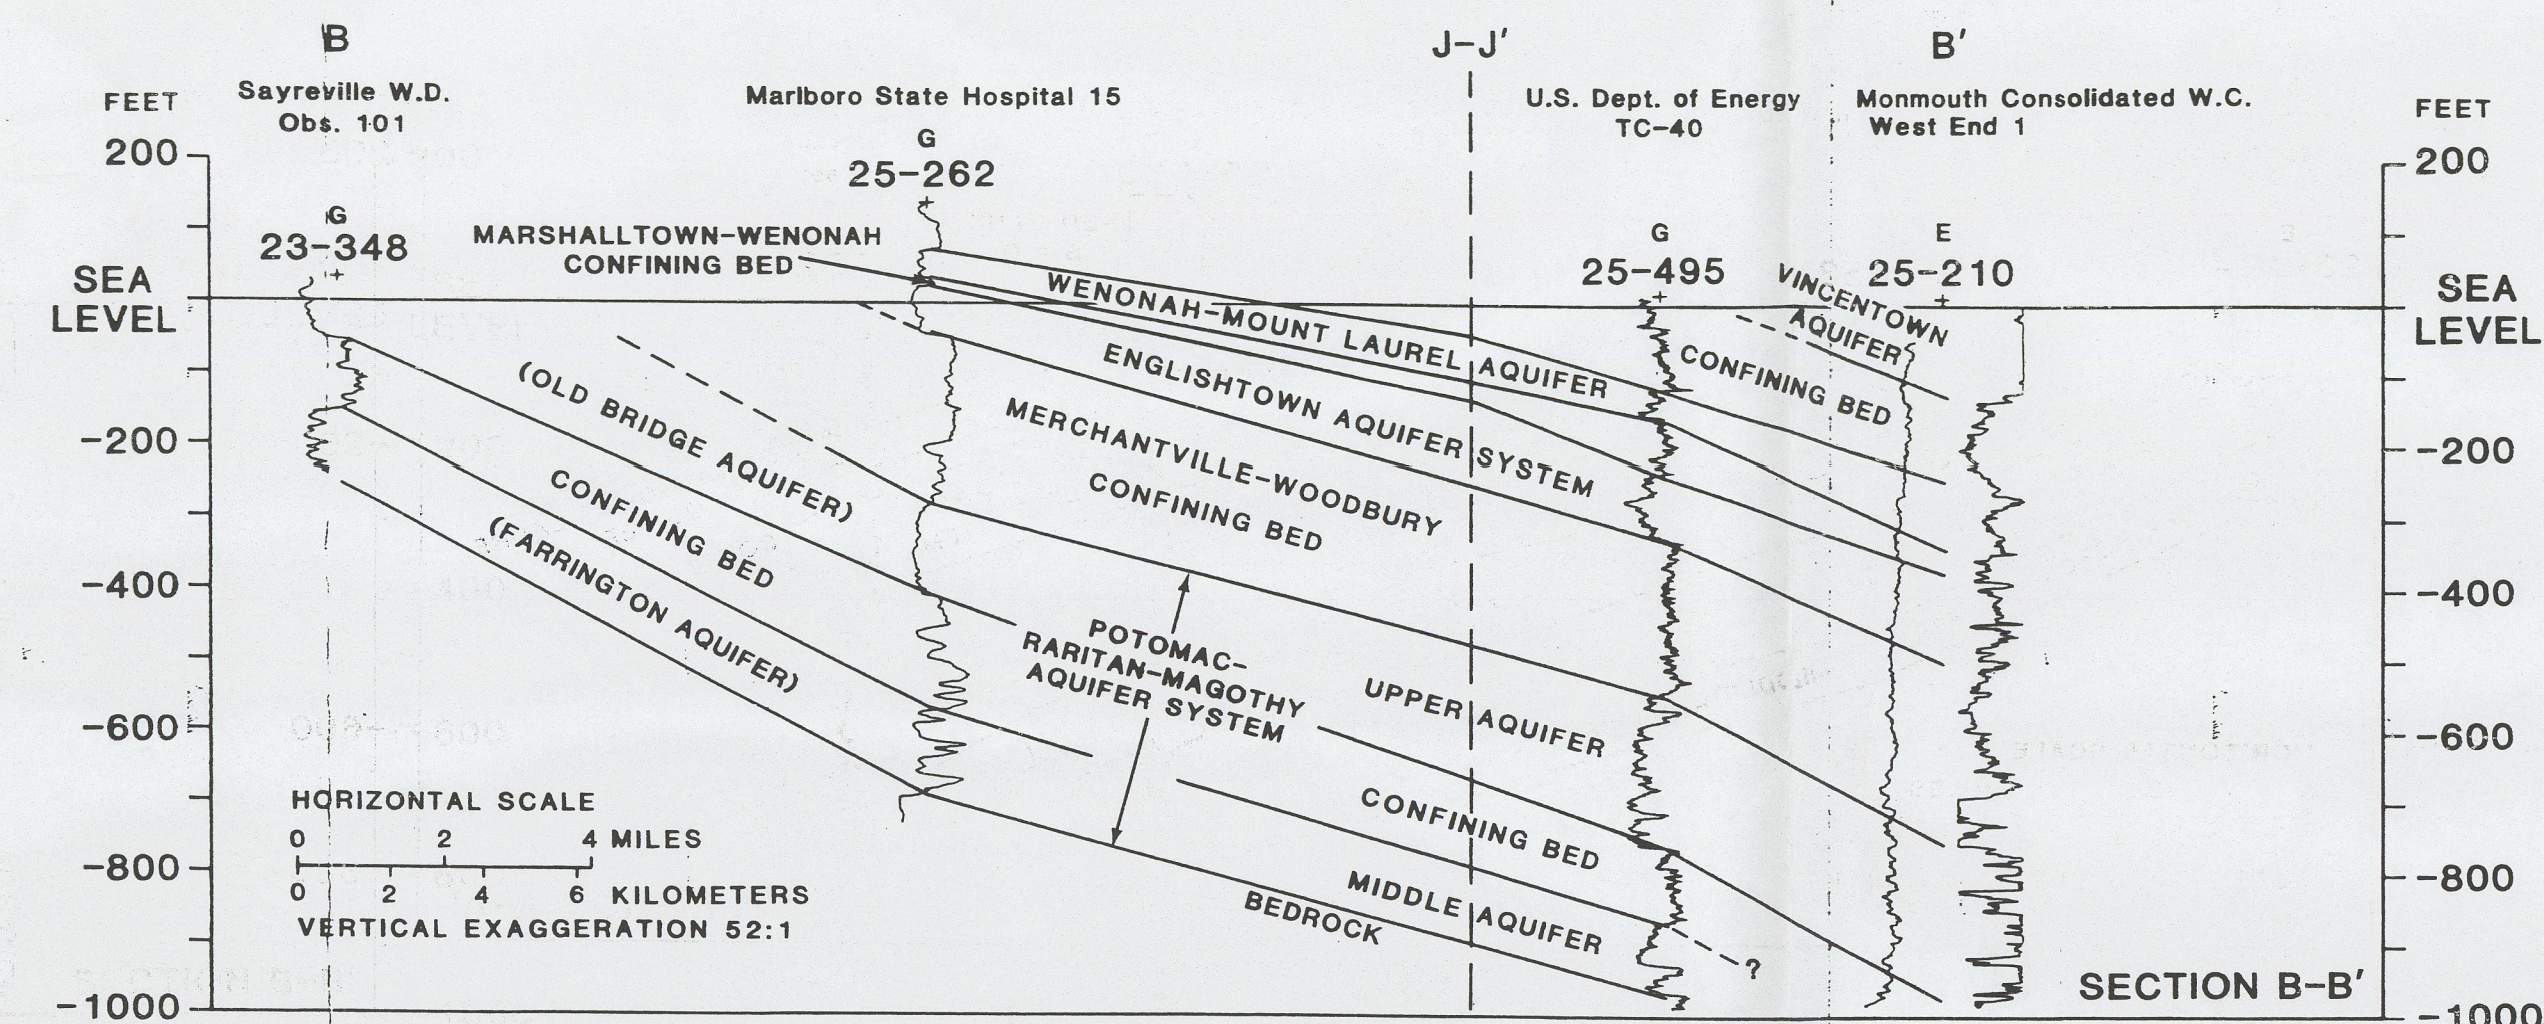 B
J-J'
B'
FEET
Sayreville W.D.
Obs. 101
Marlboro State Hospital 15
U.S. Dept. of Energy
TC-40
Monmouth Consolidated W.C.
West End 1
FEET
G
25-262
200
200
G
23-348
MARSHALLTOWN-WENONAH
CONFINING BED
G
25-495
E
25-210
SEA
LEVEL
SEA
LEVEL
VINCENTOWN
AQUIFER
WENONAH-MOUNT LAUREL AQUIFER
CONFINING BED
ENGLISHTOWN AQUIFER SYSTEM
(OLD BRIDGE AQUIFER)
MERCHANTVILLE-WOODBURY
CONFINING BED
-200
-200
CONFINING BED
(FARRINGTON AQUIFER)
-400
-400
POTOMAC-
RARITAN-MAGOTHY
AQUIFER SYSTEM
UPPER AQUIFER
-600
-600
CONFINING BED
MIDDLE AQUIFER
BEDROCK
?
HORIZONTAL SCALE
0 2 4 MILES
0 2 4 6 KILOMETERS
VERTICAL EXAGGERATION 52:1
-800
-800
SECTION B-B'
-1000
-1000